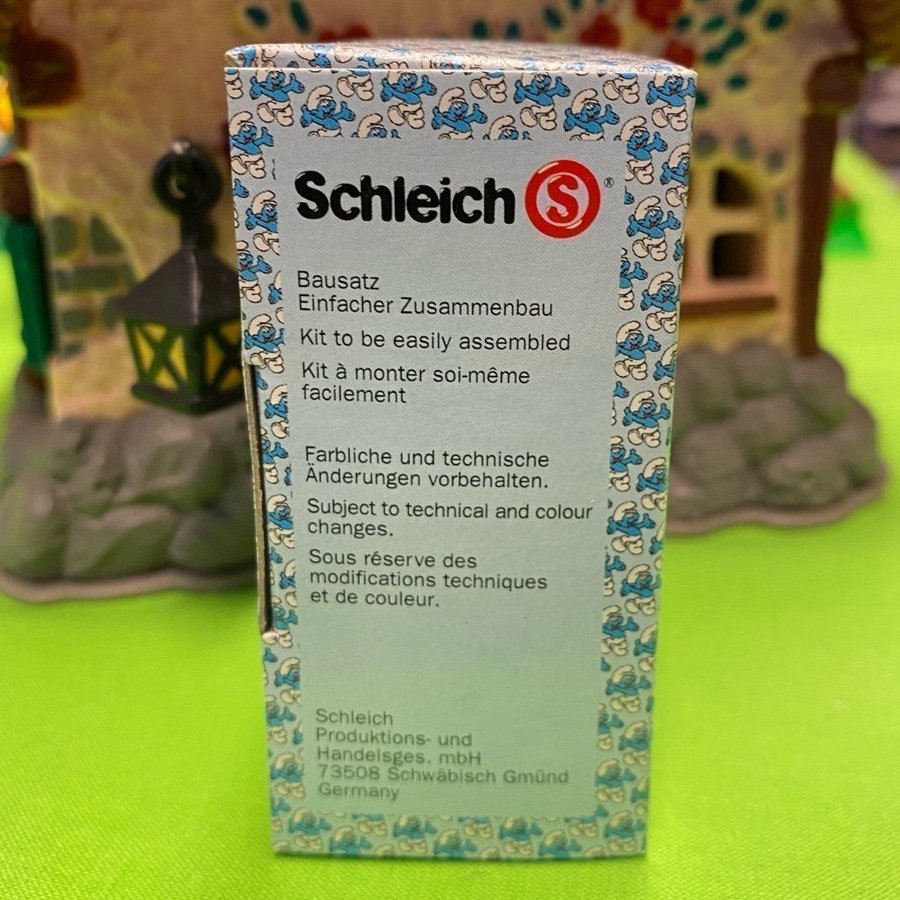 Schleich S ®
Bausatz
Einfacher Zusammenbau
Kit to be easily assembled
Kit à monter soi-même
facilement
Farbliche und technische
Änderungen vorbehalten.
Subject to technical and colour
changes.
Sous réserve des
modifications techniques
et de couleur.
Schleich
Produktions- und
Handelsges. mbH
73508 Schwäbisch Gmünd
Germany